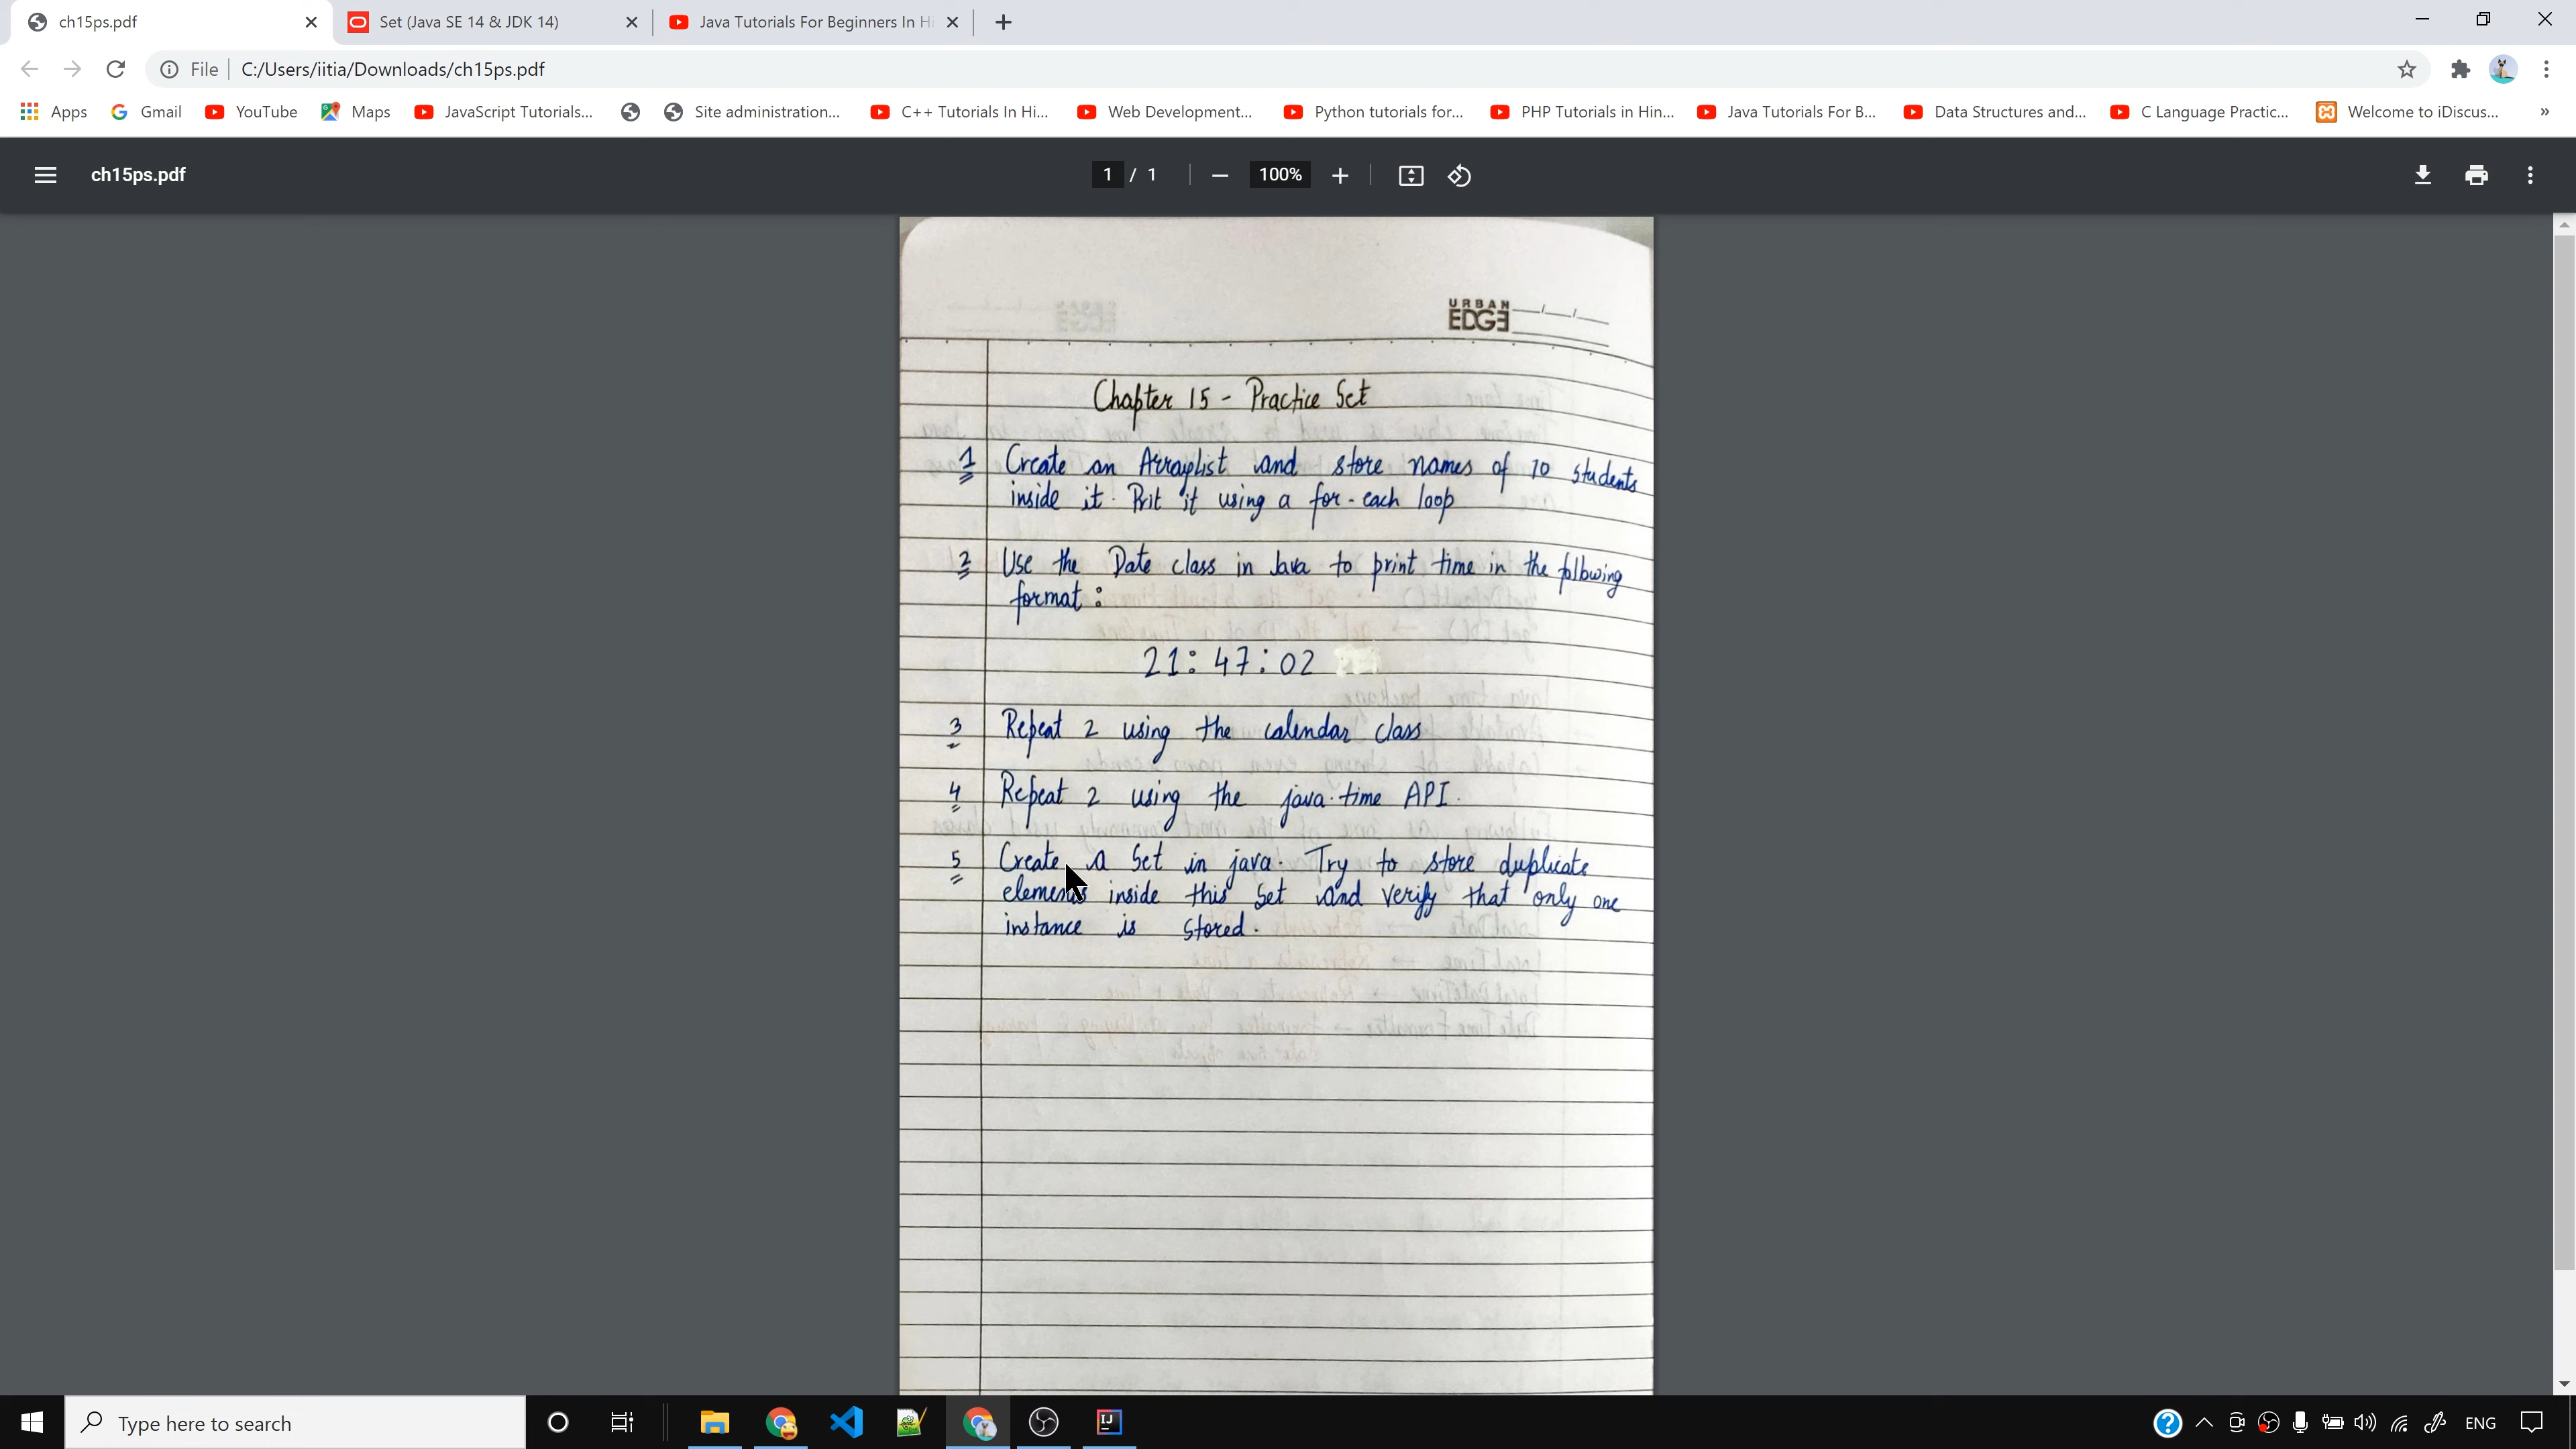 ch15ps.pdf
Set (Java SE 14 & JDK 14)
Java Tutorials For Beginners In Hi
File
C:/Users/iitia/Downloads/ch15ps.pdf
Apps
Gmail
YouTube
Maps
JavaScript Tutorials...
Site administration...
C++ Tutorials In Hi...
Web Development...
Python tutorials for...
PHP Tutorials in Hin...
Java Tutorials For B...
Data Structures and...
C Language Practic...
Welcome to iDiscus...
»
ch15ps.pdf
1 / 1
100%
URBAN
EDGE
Chapter 15 - Practice Set
1 Create an Arraylist and store names of 10 students
inside it. Prit it using a for-each loop
2 Use the Date class in Java to print time in the following
format :
21: 47: 02
3 Repeat 2 using the calendar class
4 Repeat 2 using the java.time API.
5 Create a Set in java. Try to store duplicate
elements inside this Set and verify that only one
instance is stored.
Type here to search
IJ
ENG